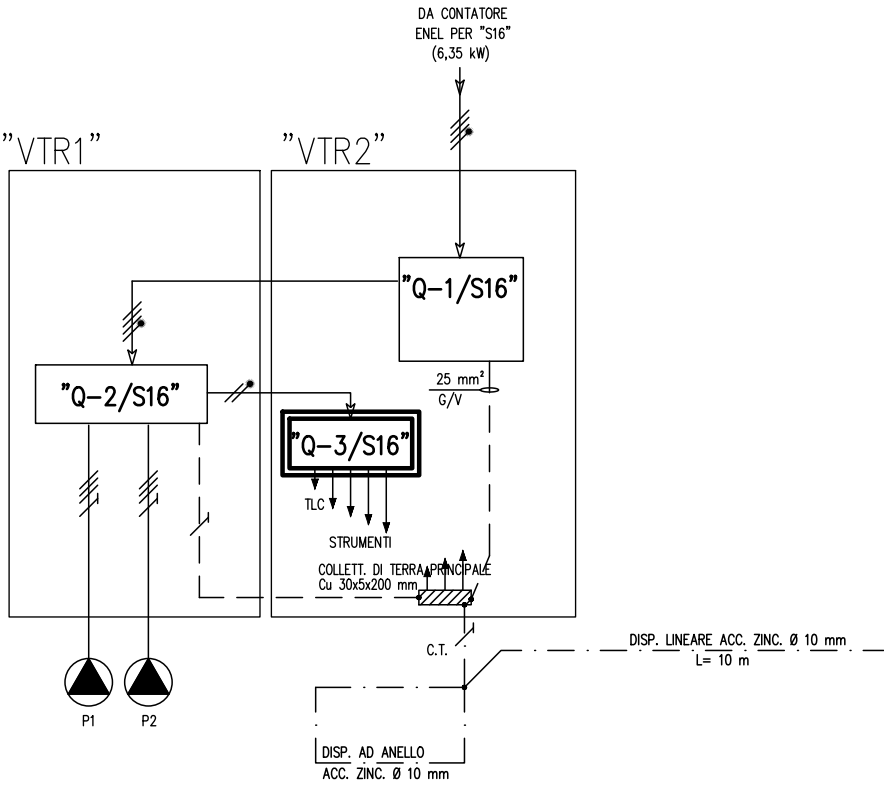 DA CONTATORE
ENEL PER "S16"
(6,35 kW)
"VTR1"
"VTR2"
"Q-1/S16"
"Q-2/S16"
25 mm²
G/V
"Q-3/S16"
TLC
STRUMENTI
COLLETT. DI TERRA PRINCIPALE
Cu 30x5x200 mm
C.T.
DISP. LINEARE ACC. ZINC. Ø 10 mm
L= 10 m
P1
P2
DISP. AD ANELLO
ACC. ZINC. Ø 10 mm